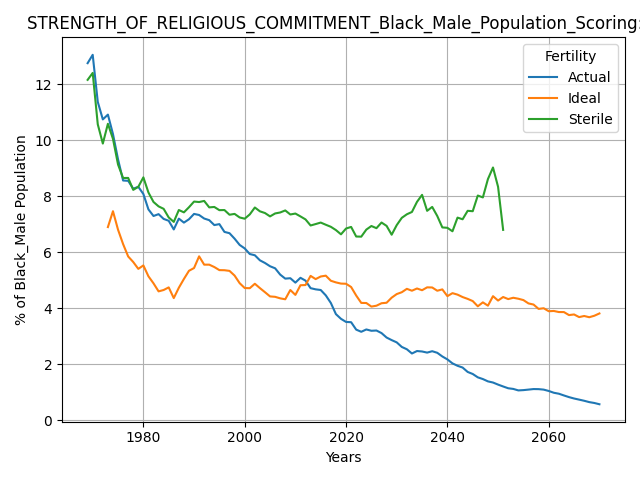 STRENGTH_OF_RELIGIOUS_COMMITMENT_Black_Male_Population_Scoring:
Fertility
Actual
Ideal
Sterile
% of Black_Male Population
12
10
8
6
4
2
0
1980 2000 2020 2040 2060
Years